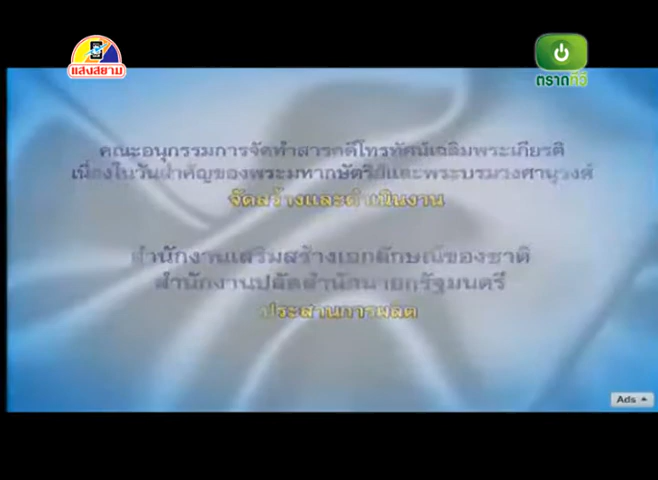 แสงสยาม
ตราดทีวี
คณะอนุกรรมการจัดทำสารคดีโทรทัศน์เฉลิมพระเกียรติ
เนื่องในวันสำคัญของพระมหากษัตริย์และพระบรมวงศานุวงศ์
จัดสร้างและดำเนินงาน
สำนักงานเสริมสร้างเอกลักษณ์ของชาติ
สำนักงานปลัดสำนักนายกรัฐมนตรี
ประสานการผลิต
Ads